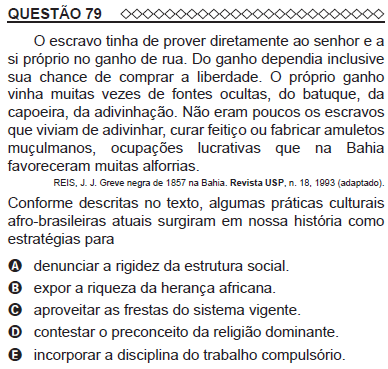 QUESTÃO 79
O escravo tinha de prover diretamente ao senhor e a
si próprio no ganho de rua. Do ganho dependia inclusive
sua chance de comprar a liberdade. O próprio ganho
vinha muitas vezes de fontes ocultas, do batuque, da
capoeira, da adivinhação. Não eram poucos os escravos
que viviam de adivinhar, curar feitiço ou fabricar amuletos
muçulmanos, ocupações lucrativas que na Bahia
favoreceram muitas alforrias.
REIS, J. J. Greve negra de 1857 na Bahia. Revista USP, n. 18, 1993 (adaptado).
Conforme descritas no texto, algumas práticas culturais
afro-brasileiras atuais surgiram em nossa história como
estratégias para
A denunciar a rigidez da estrutura social.
B expor a riqueza da herança africana.
C aproveitar as frestas do sistema vigente.
D contestar o preconceito da religião dominante.
E incorporar a disciplina do trabalho compulsório.